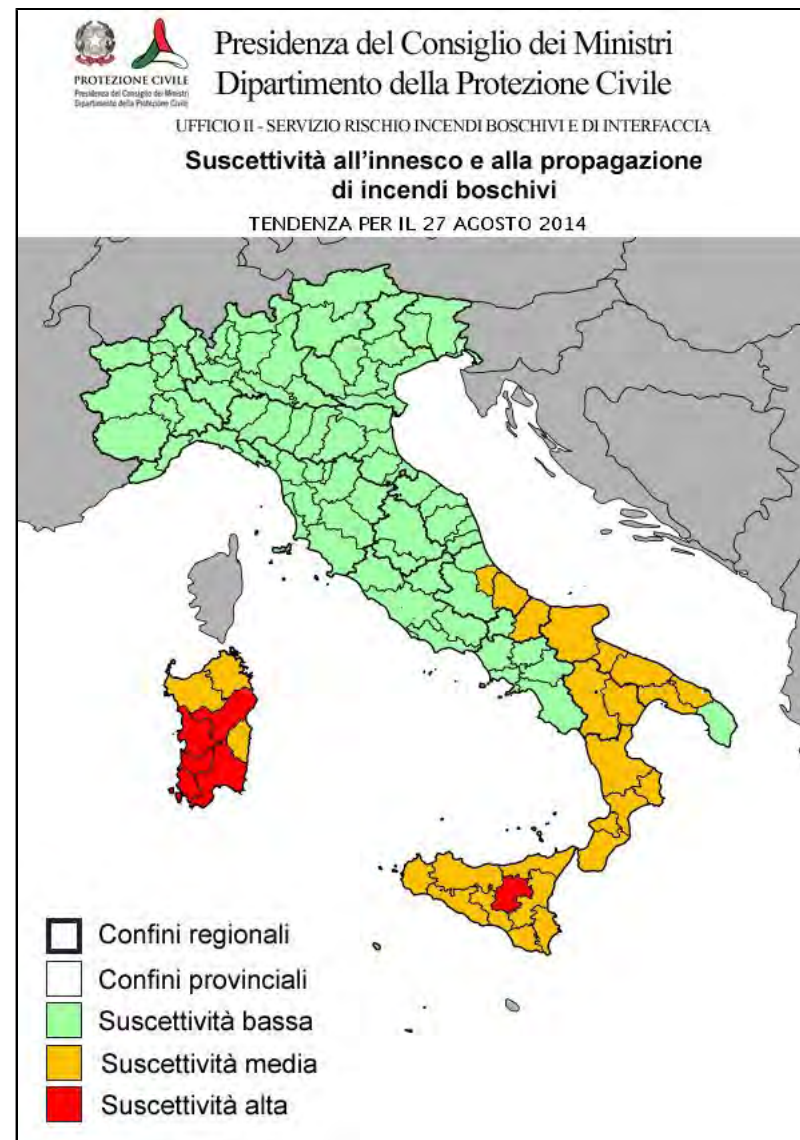 Presidenza del Consiglio dei Ministri
Dipartimento della Protezione Civile
PROTEZIONE CIVILE
Presidenza del Consiglio dei Ministri
Dipartimento della Protezione Civile
UFFICIO II - SERVIZIO RISCHIO INCENDI BOSCHIVI E DI INTERFACCIA
Suscettività all'innesco e alla propagazione
di incendi boschivi
TENDENZA PER IL 27 AGOSTO 2014
Confini regionali
Confini provinciali
Suscettività bassa
Suscettività media
Suscettività alta